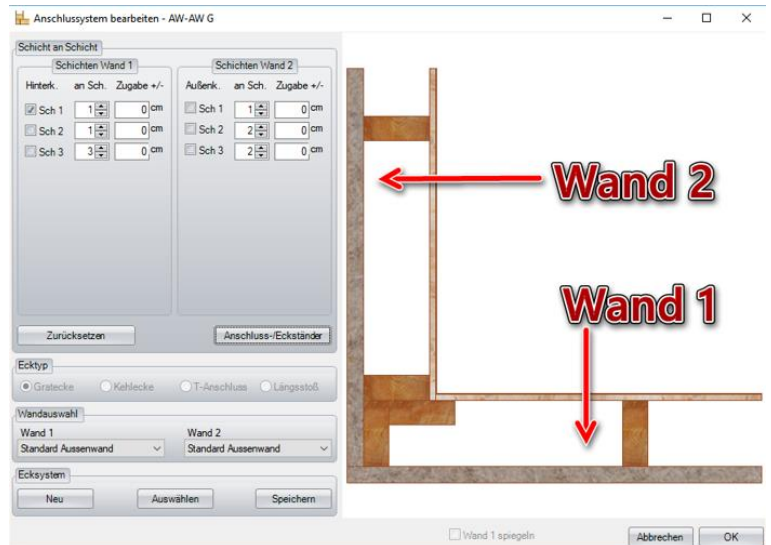 Anschlussystem bearbeiten - AW-AW G
Schicht an Schicht
Schichten Wand 1
Hinterk. an Sch. Zugabe +/-
Sch 1 1 0 cm
Sch 2 1 0 cm
Sch 3 3 0 cm
Schichten Wand 2
Außenk. an Sch. Zugabe +/-
Sch 1 1 0 cm
Sch 2 2 0 cm
Sch 3 2 0 cm
Zurücksetzen
Anschluss-/Eckständer
Ecktyp
Gratecke Kehlecke T-Anschluss Längsstoß
Wandauswahl
Wand 1 Wand 2
Standard Aussenwand Standard Aussenwand
Ecksystem
Neu Auswählen Speichern
Wand 2
Wand 1
Wand 1 spiegeln
Abbrechen OK